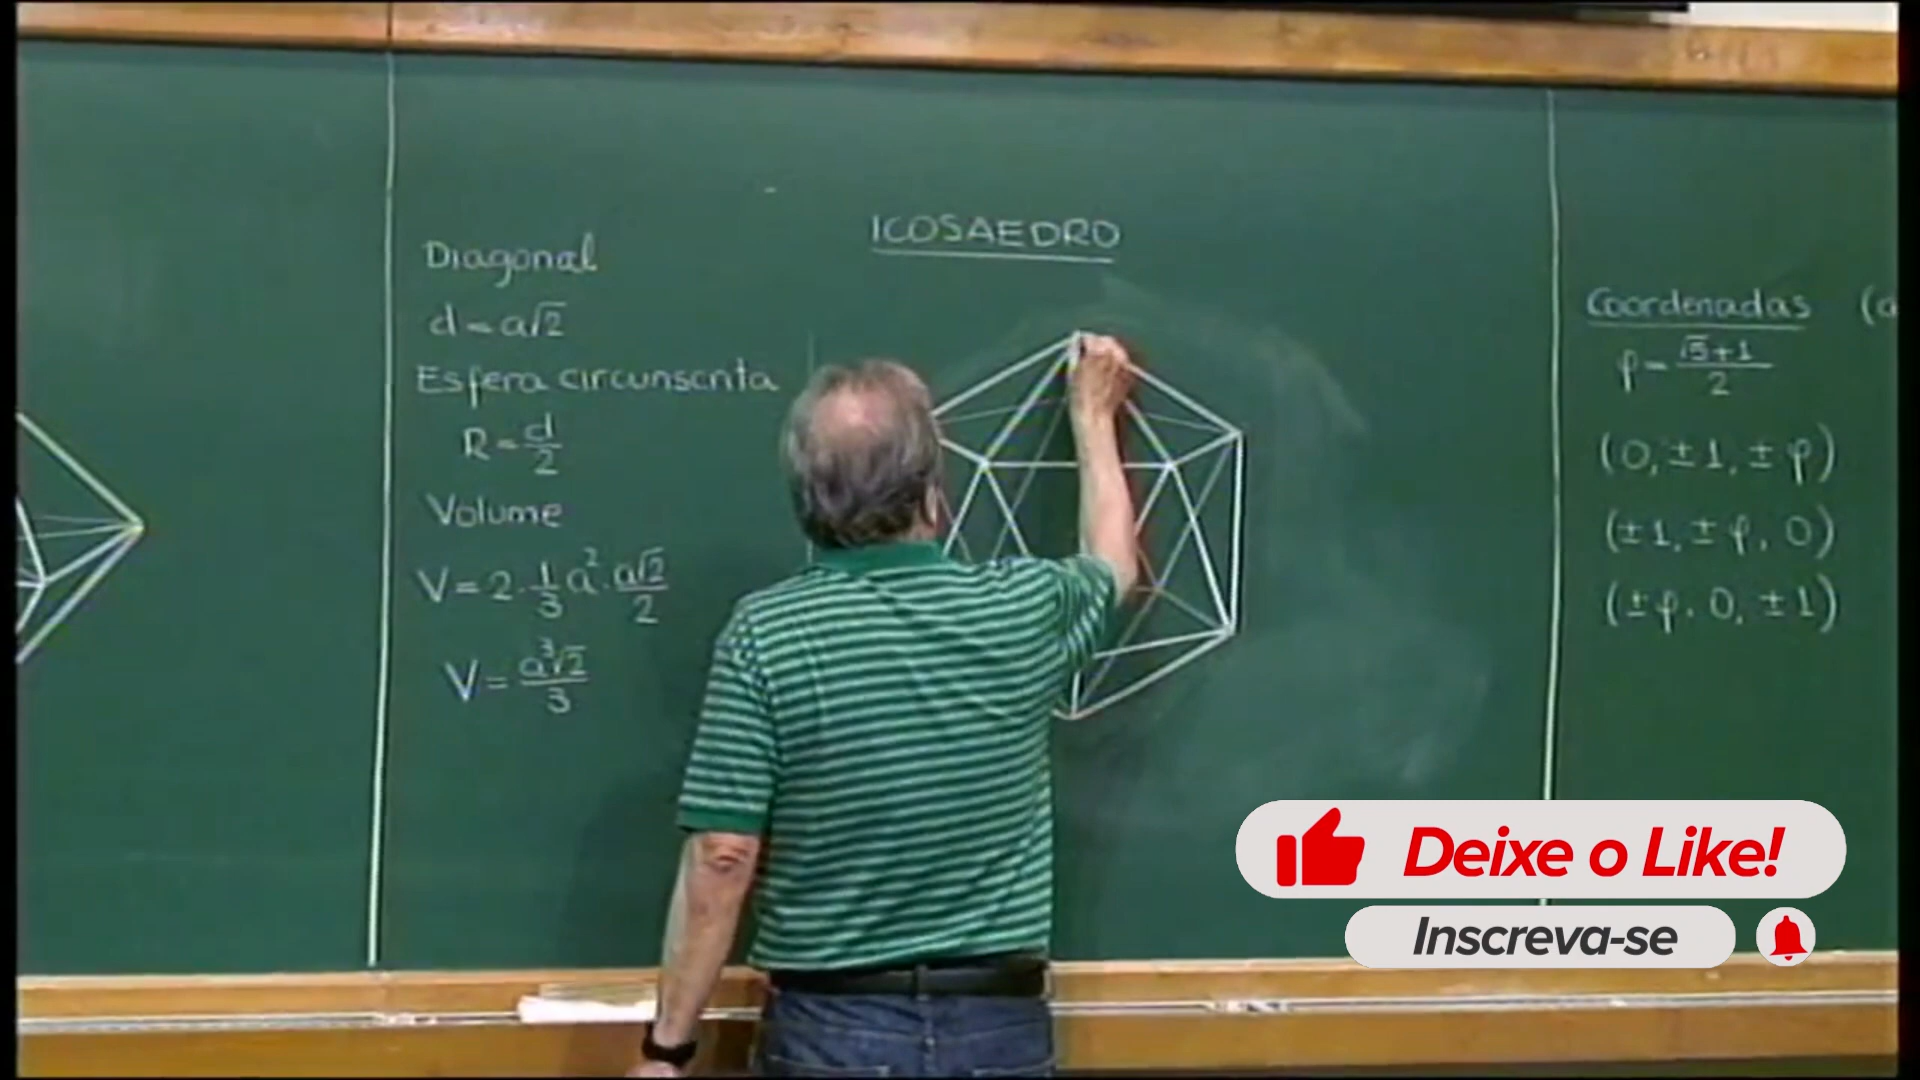 Diagonal
d = a√2
Esfera circunscrita
R = d/2
Volume
V = 2 · 1/3 a² · a√2/2
V = a³√2/3
ICOSAEDRO
Coordenadas (a
φ = √5+1/2
(0, ±1, ±φ)
(±1, ±φ, 0)
(±φ, 0, ±1)
Deixe o Like!
Inscreva-se